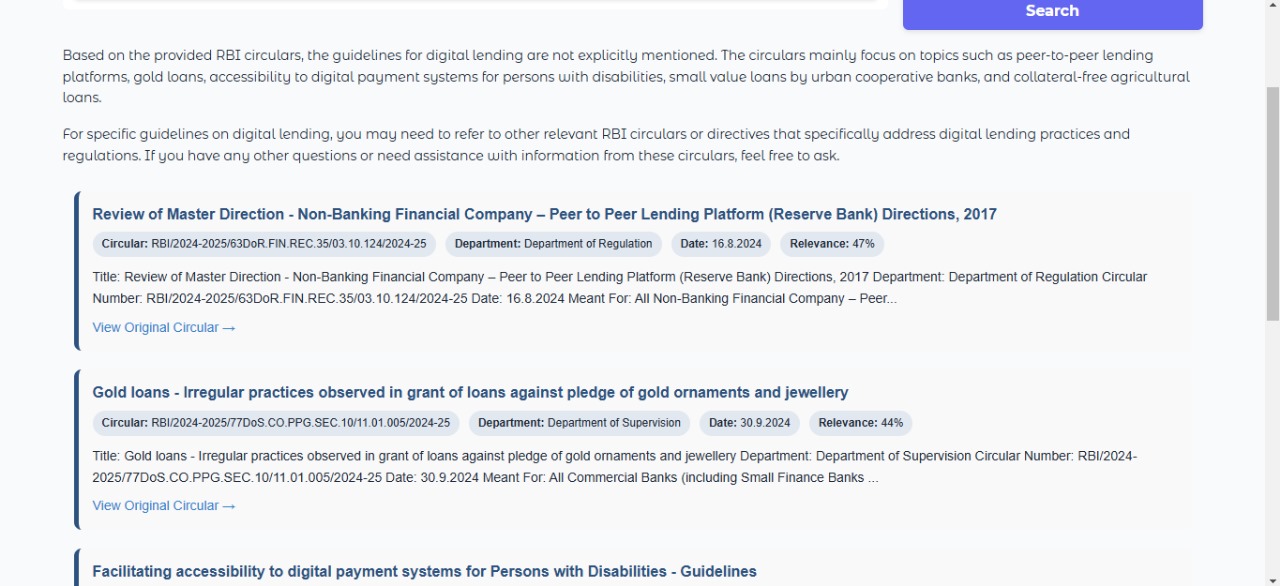 Search
Based on the provided RBI circulars, the guidelines for digital lending are not explicitly mentioned. The circulars mainly focus on topics such as peer-to-peer lending
platforms, gold loans, accessibility to digital payment systems for persons with disabilities, small value loans by urban cooperative banks, and collateral-free agricultural
loans.
For specific guidelines on digital lending, you may need to refer to other relevant RBI circulars or directives that specifically address digital lending practices and
regulations. If you have any other questions or need assistance with information from these circulars, feel free to ask.
Review of Master Direction - Non-Banking Financial Company – Peer to Peer Lending Platform (Reserve Bank) Directions, 2017
Circular: RBI/2024-2025/63DoR.FIN.REC.35/03.10.124/2024-25 Department: Department of Regulation Date: 16.8.2024 Relevance: 47%
Title: Review of Master Direction - Non-Banking Financial Company – Peer to Peer Lending Platform (Reserve Bank) Directions, 2017 Department: Department of Regulation Circular
Number: RBI/2024-2025/63DoR.FIN.REC.35/03.10.124/2024-25 Date: 16.8.2024 Meant For: All Non-Banking Financial Company – Peer...
View Original Circular →
Gold loans - Irregular practices observed in grant of loans against pledge of gold ornaments and jewellery
Circular: RBI/2024-2025/77DoS.CO.PPG.SEC.10/11.01.005/2024-25 Department: Department of Supervision Date: 30.9.2024 Relevance: 44%
Title: Gold loans - Irregular practices observed in grant of loans against pledge of gold ornaments and jewellery Department: Department of Supervision Circular Number: RBI/2024-
2025/77DoS.CO.PPG.SEC.10/11.01.005/2024-25 Date: 30.9.2024 Meant For: All Commercial Banks (including Small Finance Banks ...
View Original Circular →
Facilitating accessibility to digital payment systems for Persons with Disabilities - Guidelines